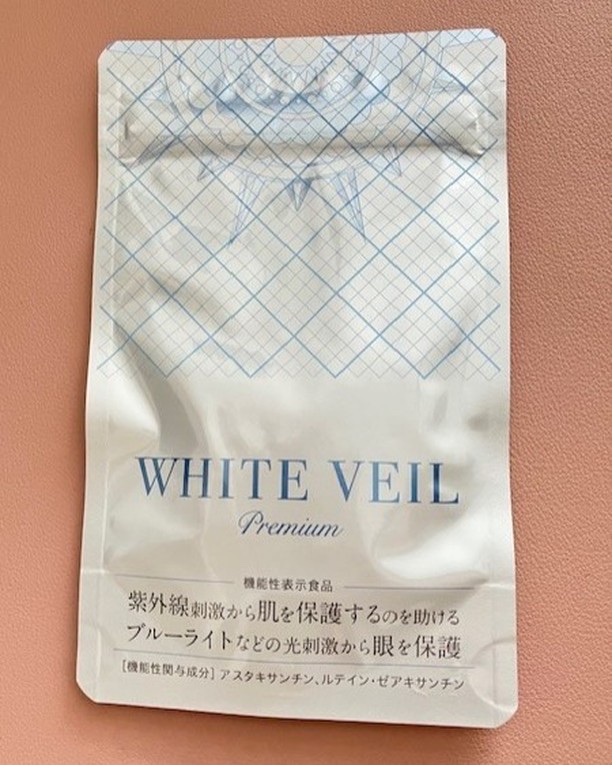 WHITE VEIL
Premium
機能性表示食品
紫外線刺激から肌を保護するのを助ける
ブルーライトなどの光刺激から眼を保護
［機能性関与成分］アスタキサンチン、ルテイン・ゼアキサンチン